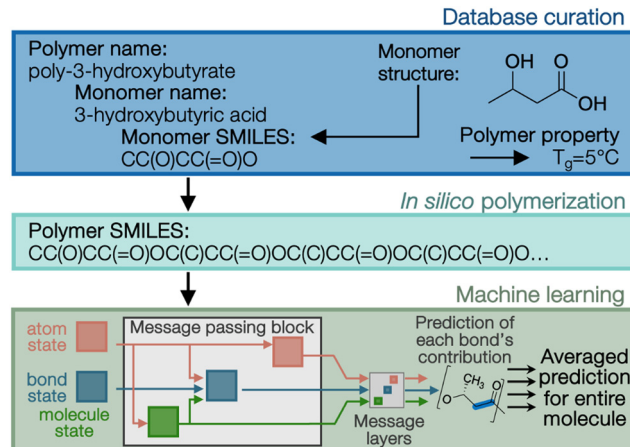 Database curation
Polymer name:
poly-3-hydroxybutyrate
Monomer name:
3-hydroxybutyric acid
Monomer SMILES:
CC(O)CC(=O)O
Monomer
structure:
OH
O
OH
Polymer property
Tg=5°C
In silico polymerization
Polymer SMILES:
CC(O)CC(=O)OC(C)CC(=O)OC(C)CC(=O)OC(C)CC(=O)O…
Machine learning
atom
state
bond
state
molecule
state
Message passing block
Message
layers
Prediction of
each bond's
contribution
CH3
O
O
Averaged
prediction
for entire
molecule